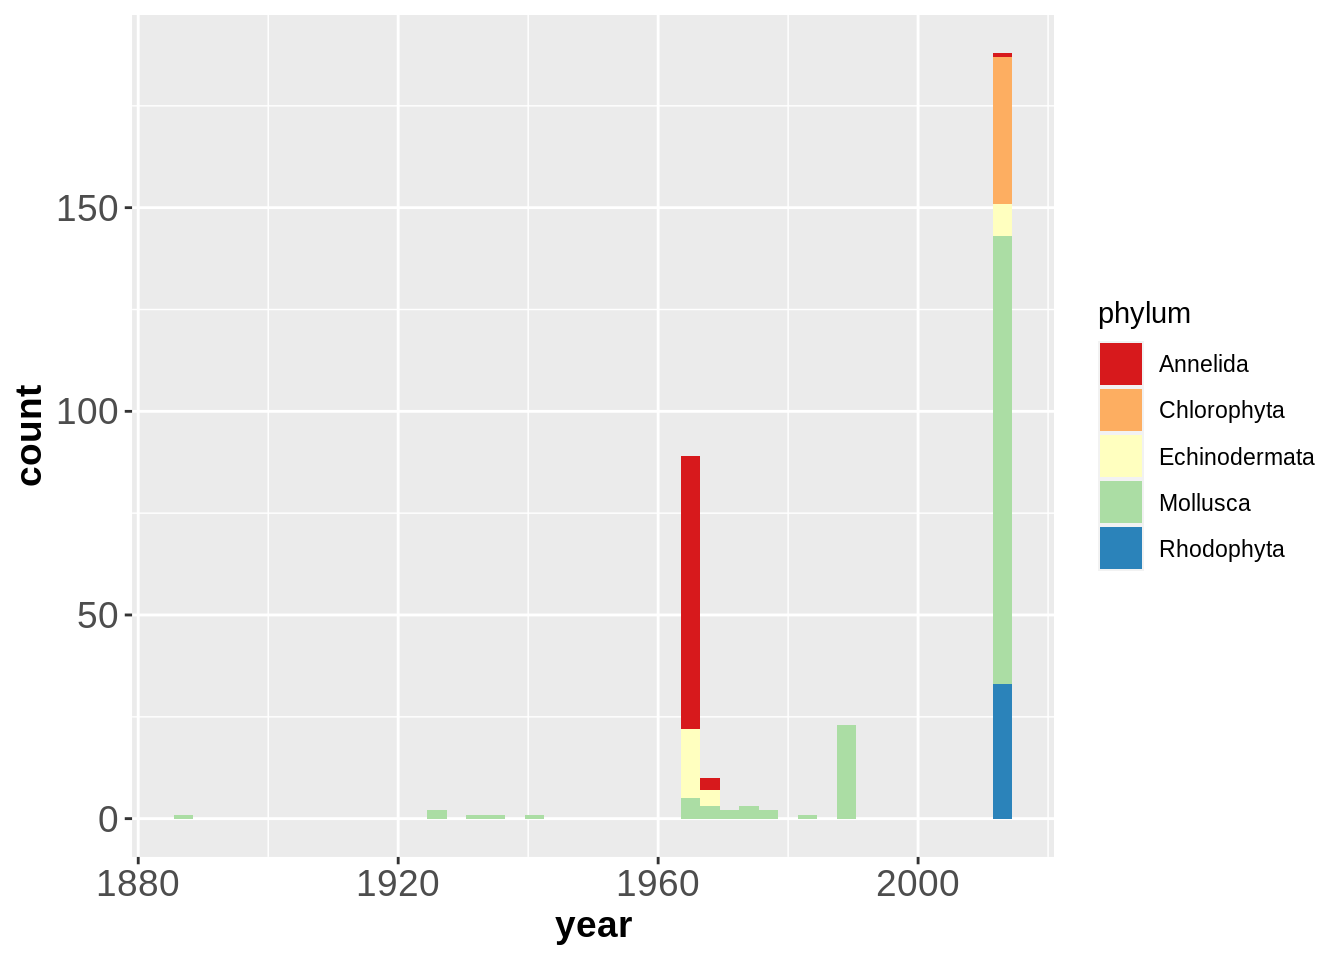 150
100
50
0
count
1880 1920 1960 2000
year
phylum
Annelida
Chlorophyta
Echinodermata
Mollusca
Rhodophyta